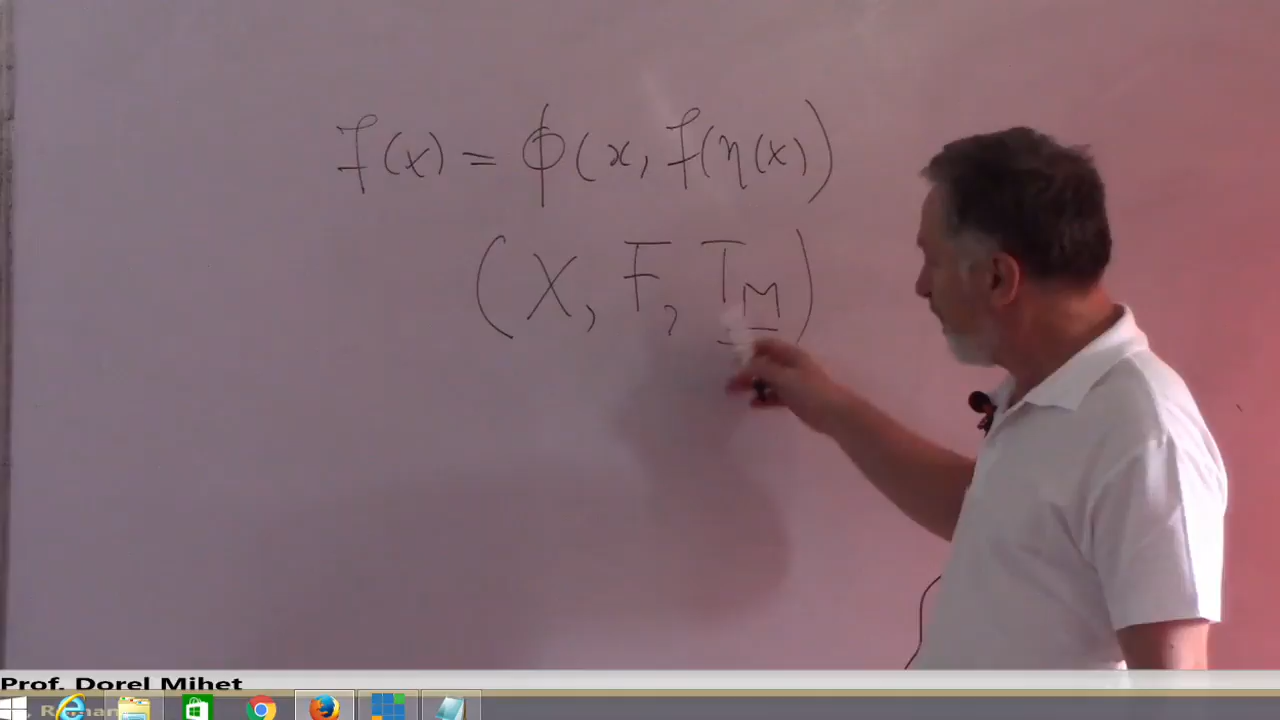 f(x) = ϕ(x, f(η(x))
(X, F, T_M)
Prof. Dorel Mihet